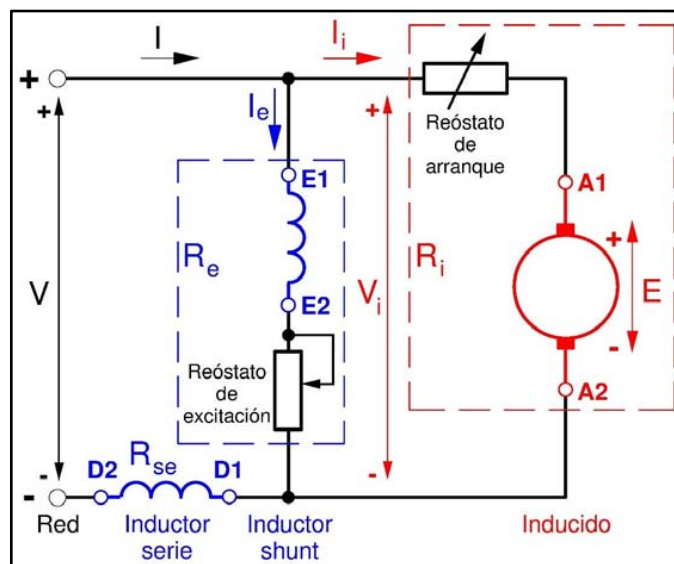 I
Ii
+
+
Ie
+
Reóstato
de
arranque
E1
A1
Re
Ri
+
V
Vi
E
E2
Reóstato
de
excitación
-
A2
Rse
-
D2
D1
-
-
Red
Inductor
serie
Inductor
shunt
Inducido